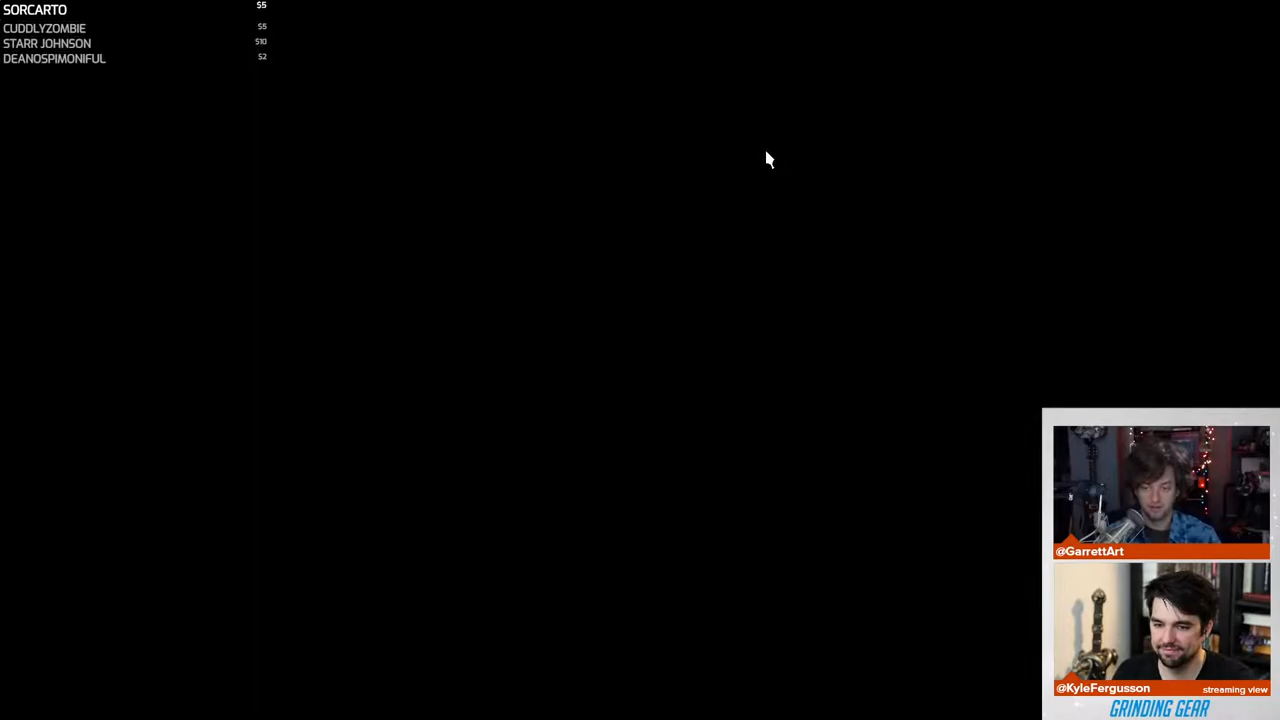 SORCARTO $5
CUDDLYZOMBIE $5
STARR JOHNSON $10
DEANOSPIMONIFUL $2
@GarrettArt
@KyleFergusson streaming view
GRINDING GEAR